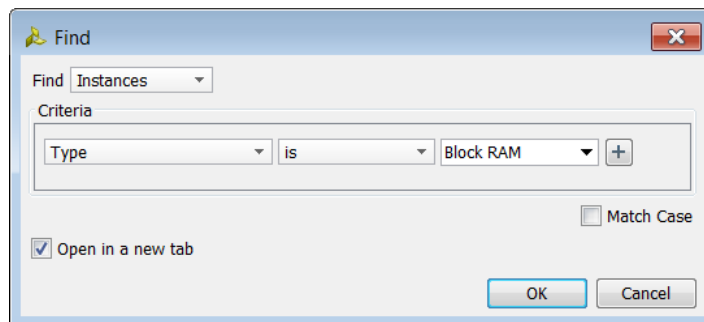 Find
Find Instances
Criteria
Type is Block RAM +
Match Case
Open in a new tab
OK Cancel